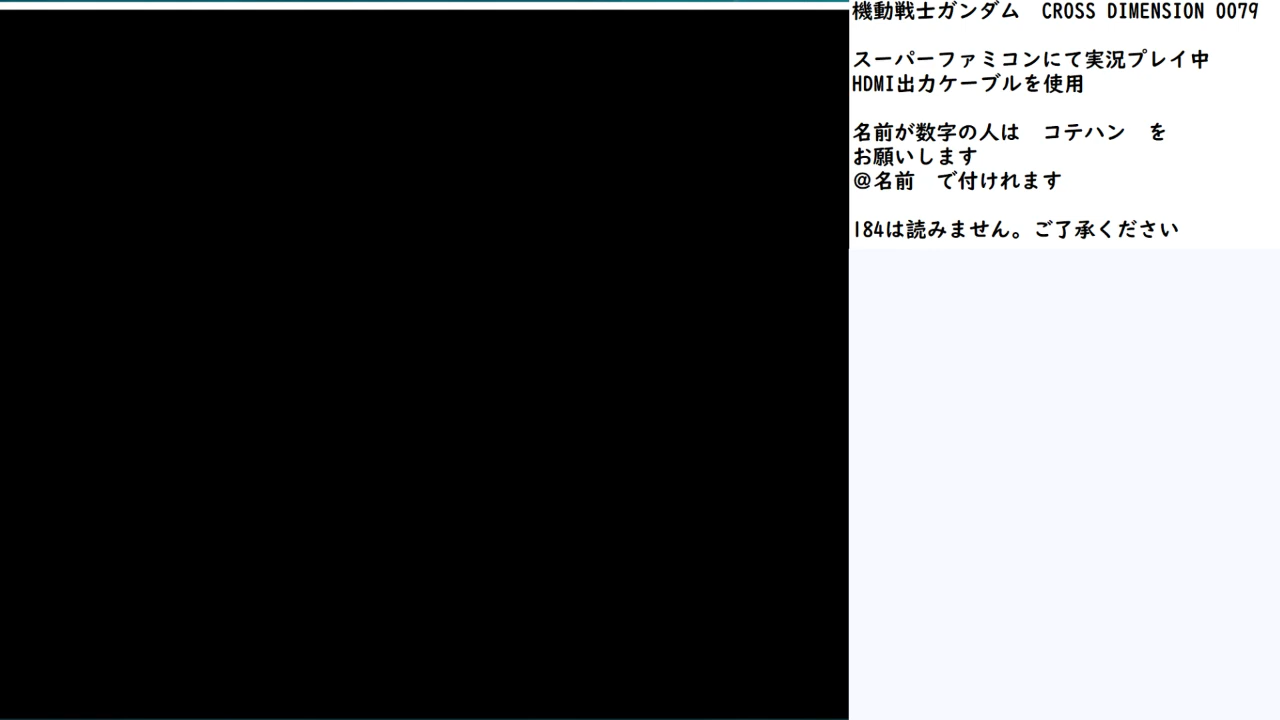 機動戦士ガンダム　CROSS DIMENSION 0079
スーパーファミコンにて実況プレイ中
HDMI出力ケーブルを使用
名前が数字の人は　コテハン　を
お願いします
@名前　で付けれます
184は読みません。ご了承ください